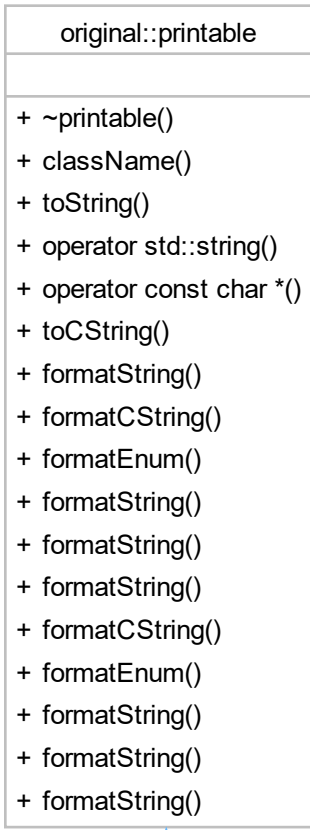 original::printable
+ ~printable()
+ className()
+ toString()
+ operator std::string()
+ operator const char *()
+ toCString()
+ formatString()
+ formatCString()
+ formatEnum()
+ formatString()
+ formatString()
+ formatString()
+ formatCString()
+ formatEnum()
+ formatString()
+ formatString()
+ formatString()